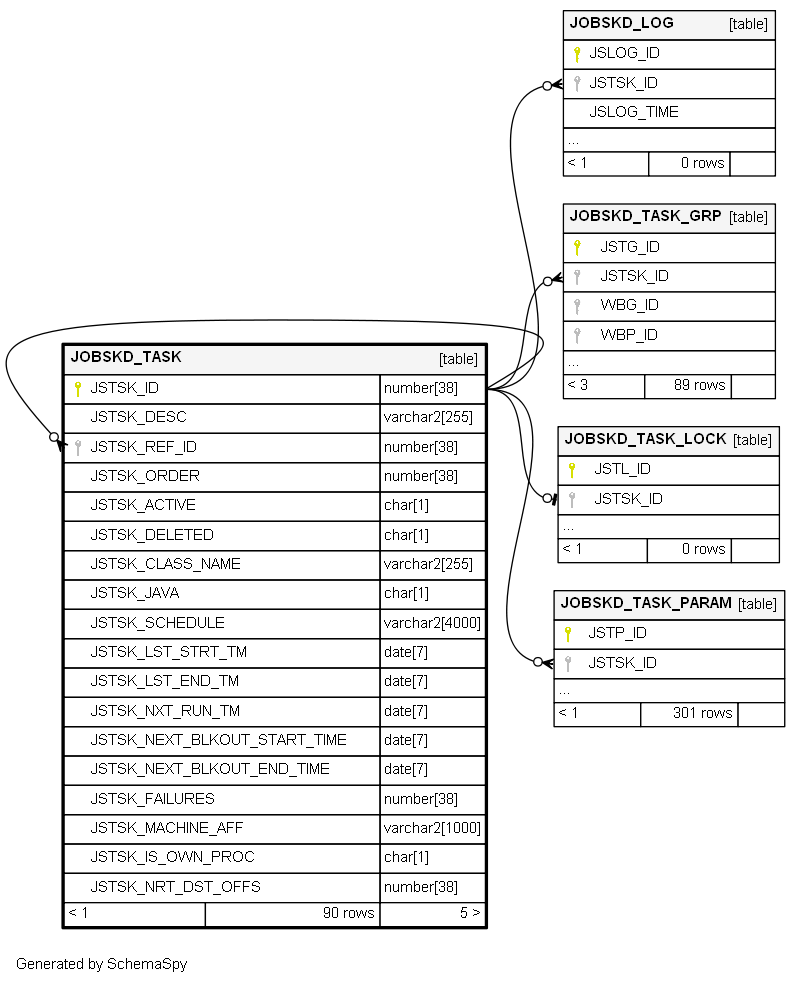 JOBSKD_LOG [table]
JSLOG_ID
JSTSK_ID
JSLOG_TIME
...
< 1 0 rows
JOBSKD_TASK_GRP [table]
JSTG_ID
JSTSK_ID
WBG_ID
WBP_ID
...
< 3 89 rows
JOBSKD_TASK [table]
JSTSK_ID number[38]
JSTSK_DESC varchar2[255]
JSTSK_REF_ID number[38]
JSTSK_ORDER number[38]
JSTSK_ACTIVE char[1]
JSTSK_DELETED char[1]
JSTSK_CLASS_NAME varchar2[255]
JSTSK_JAVA char[1]
JSTSK_SCHEDULE varchar2[4000]
JSTSK_LST_STRT_TM date[7]
JSTSK_LST_END_TM date[7]
JSTSK_NXT_RUN_TM date[7]
JSTSK_NEXT_BLKOUT_START_TIME date[7]
JSTSK_NEXT_BLKOUT_END_TIME date[7]
JSTSK_FAILURES number[38]
JSTSK_MACHINE_AFF varchar2[1000]
JSTSK_IS_OWN_PROC char[1]
JSTSK_NRT_DST_OFFS number[38]
< 1 90 rows 5 >
JOBSKD_TASK_LOCK [table]
JSTL_ID
JSTSK_ID
...
< 1 0 rows
JOBSKD_TASK_PARAM [table]
JSTP_ID
JSTSK_ID
...
< 1 301 rows
Generated by SchemaSpy